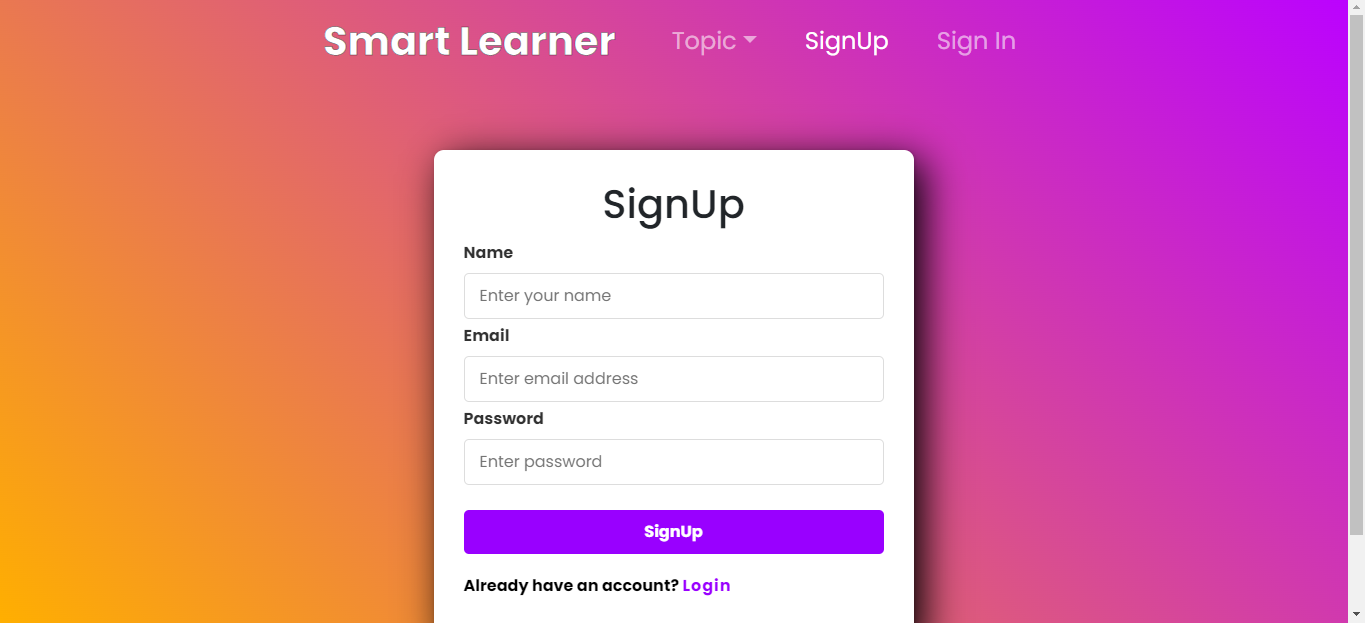 Smart Learner Topic SignUp Sign In
SignUp
Name
Enter your name
Email
Enter email address
Password
Enter password
SignUp
Already have an account? Login